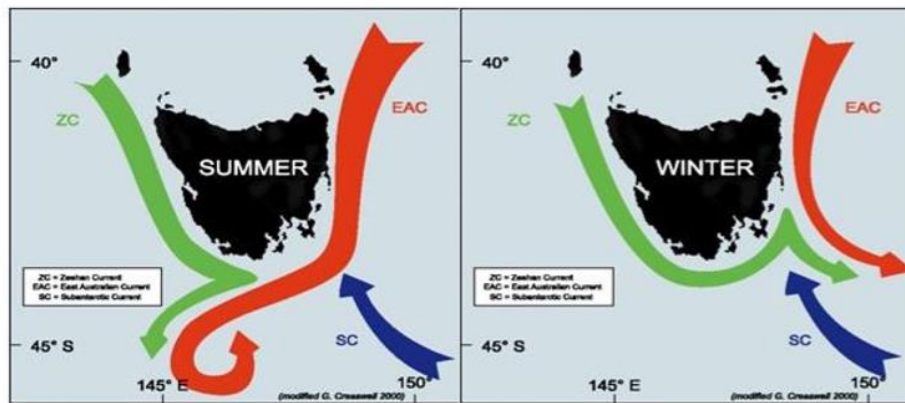 40°
ZC
EAC
SUMMER
ZC = Zeehan Current
EAC = East Australian Current
SC = Subantarctic Current
SC
45° S
145° E
150°
(modified G. Cresswell 2000)
40°
ZC
EAC
WINTER
ZC = Zeehan Current
EAC = East Australian Current
SC = Subantarctic Current
SC
45° S
145° E
150°
(modified G. Cresswell 2000)